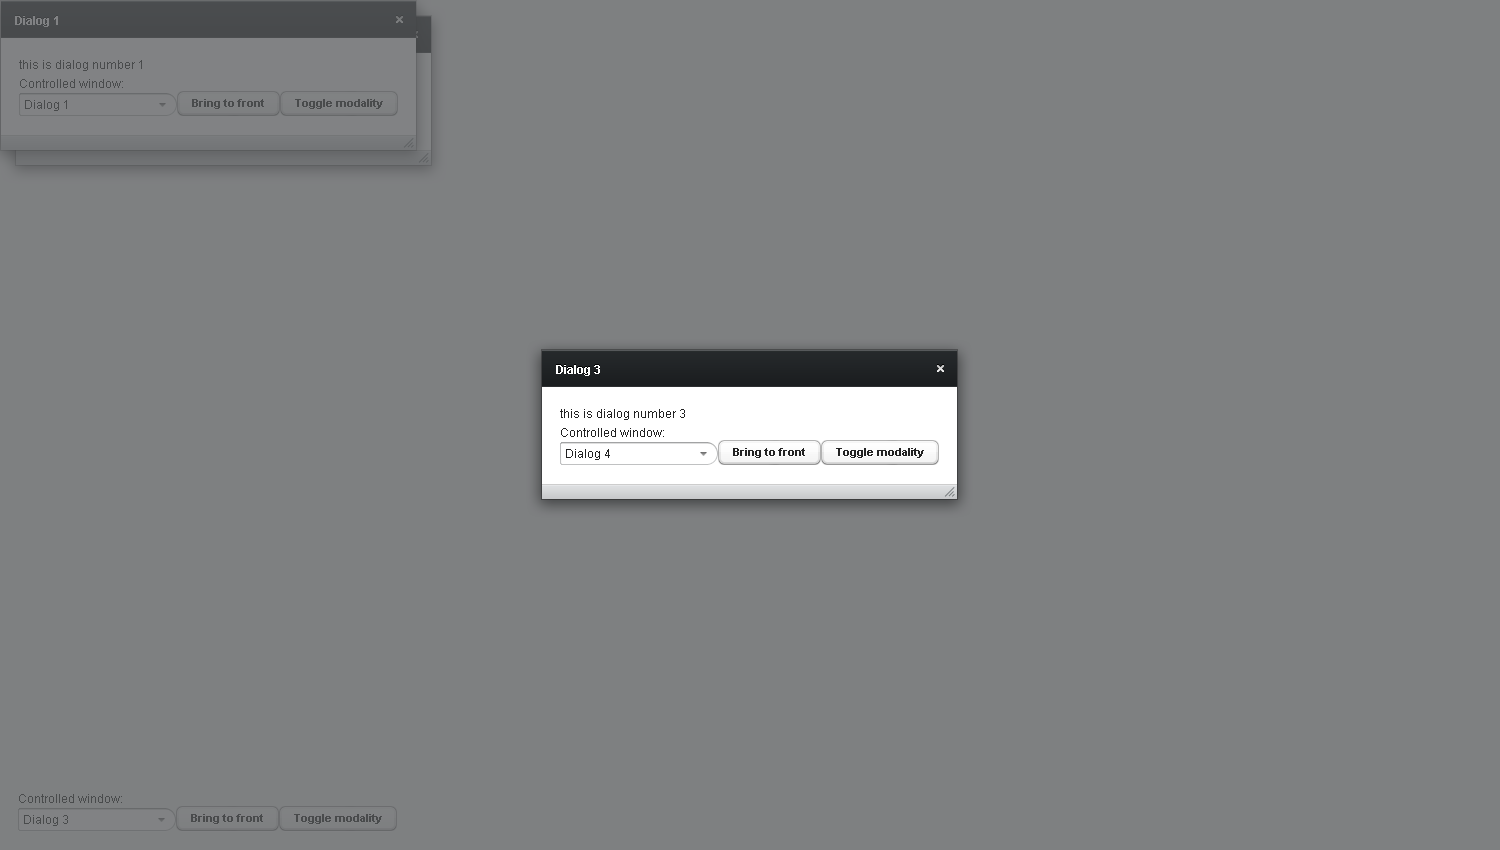 Dialog 1
this is dialog number 1
Controlled window:
Dialog 1 Bring to front Toggle modality
Dialog 3
this is dialog number 3
Controlled window:
Dialog 4 Bring to front Toggle modality
Controlled window:
Dialog 3 Bring to front Toggle modality